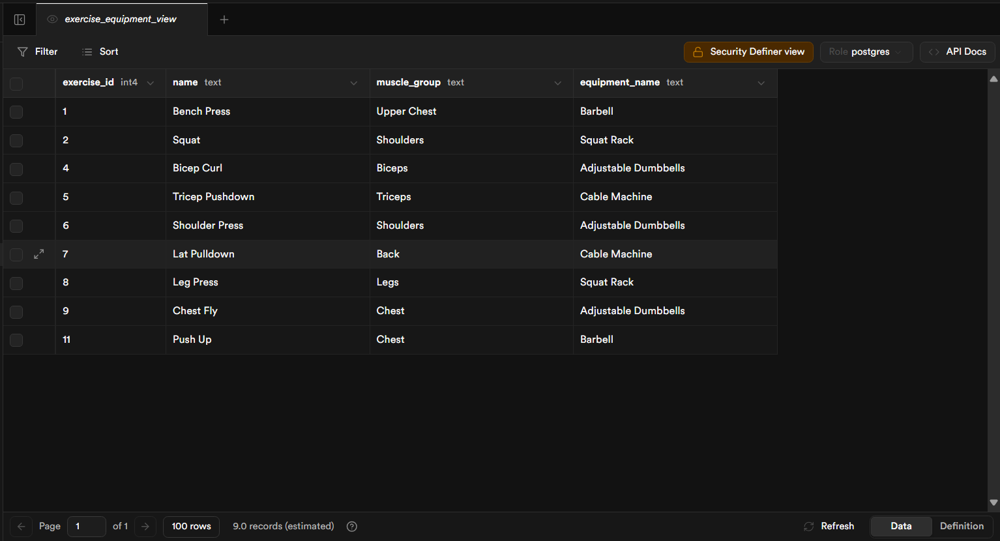 exercise_equipment_view
Filter Sort Security Definer view Role postgres API Docs
exercise_id int4 name text muscle_group text equipment_name text
1 Bench Press Upper Chest Barbell
2 Squat Shoulders Squat Rack
4 Bicep Curl Biceps Adjustable Dumbbells
5 Tricep Pushdown Triceps Cable Machine
6 Shoulder Press Shoulders Adjustable Dumbbells
7 Lat Pulldown Back Cable Machine
8 Leg Press Legs Squat Rack
9 Chest Fly Chest Adjustable Dumbbells
11 Push Up Chest Barbell
Page 1 of 1 100 rows 9.0 records (estimated) Refresh Data Definition